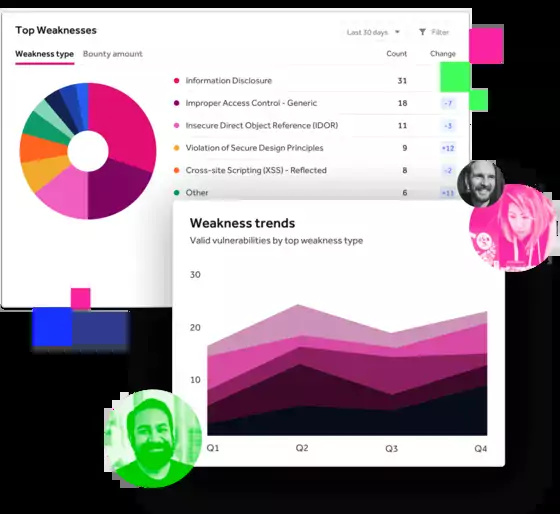 Top Weaknesses
Last 30 days
Filter
Weakness type Bounty amount
Count Change
Information Disclosure 31
Improper Access Control - Generic 18 -7
Insecure Direct Object Reference (IDOR) 11 -3
Violation of Secure Design Principles 9 +12
Cross-site Scripting (XSS) - Reflected 8 -2
Other 6 +11
Weakness trends
Valid vulnerabilities by top weakness type
30
20
10
Q1 Q2 Q3 Q4